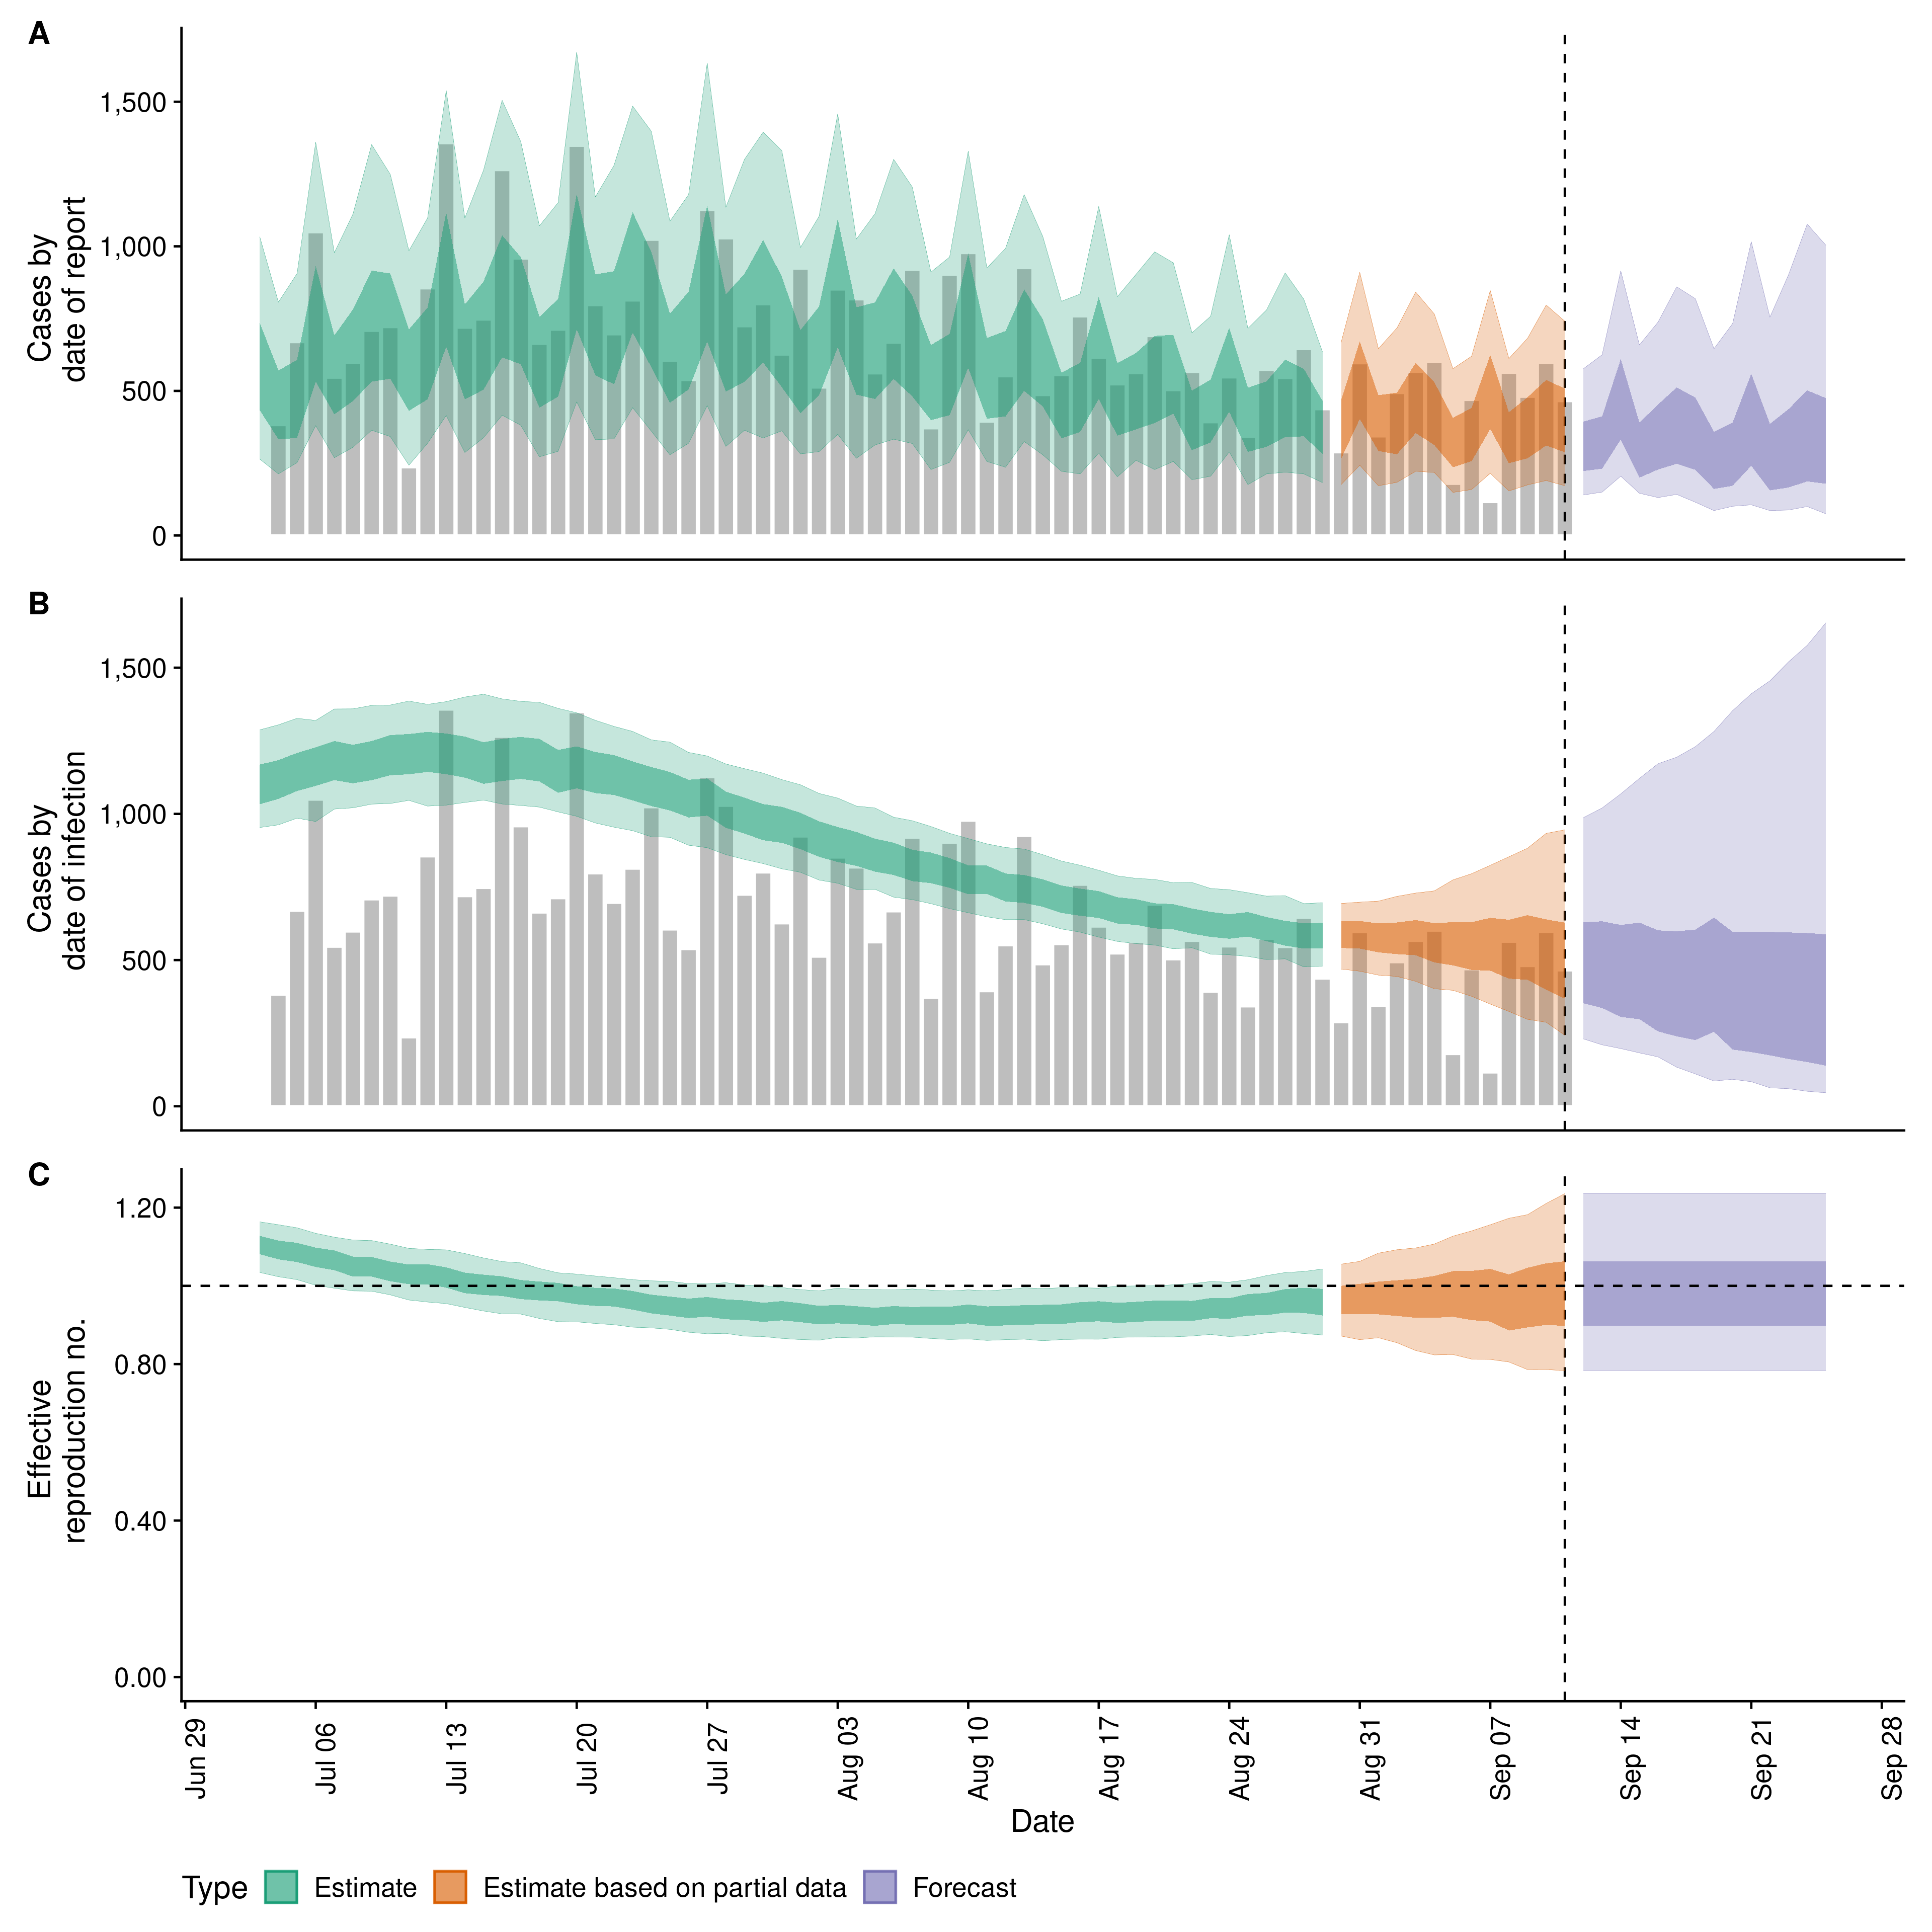 A
Cases by
date of report
1,500
1,000
500
0
B
Cases by
date of infection
1,500
1,000
500
0
C
Effective
reproduction no.
1.20
0.80
0.40
0.00
Jun 29
Jul 06
Jul 13
Jul 20
Jul 27
Aug 03
Aug 10
Aug 17
Aug 24
Aug 31
Sep 07
Sep 14
Sep 21
Sep 28
Date
Type Estimate Estimate based on partial data Forecast